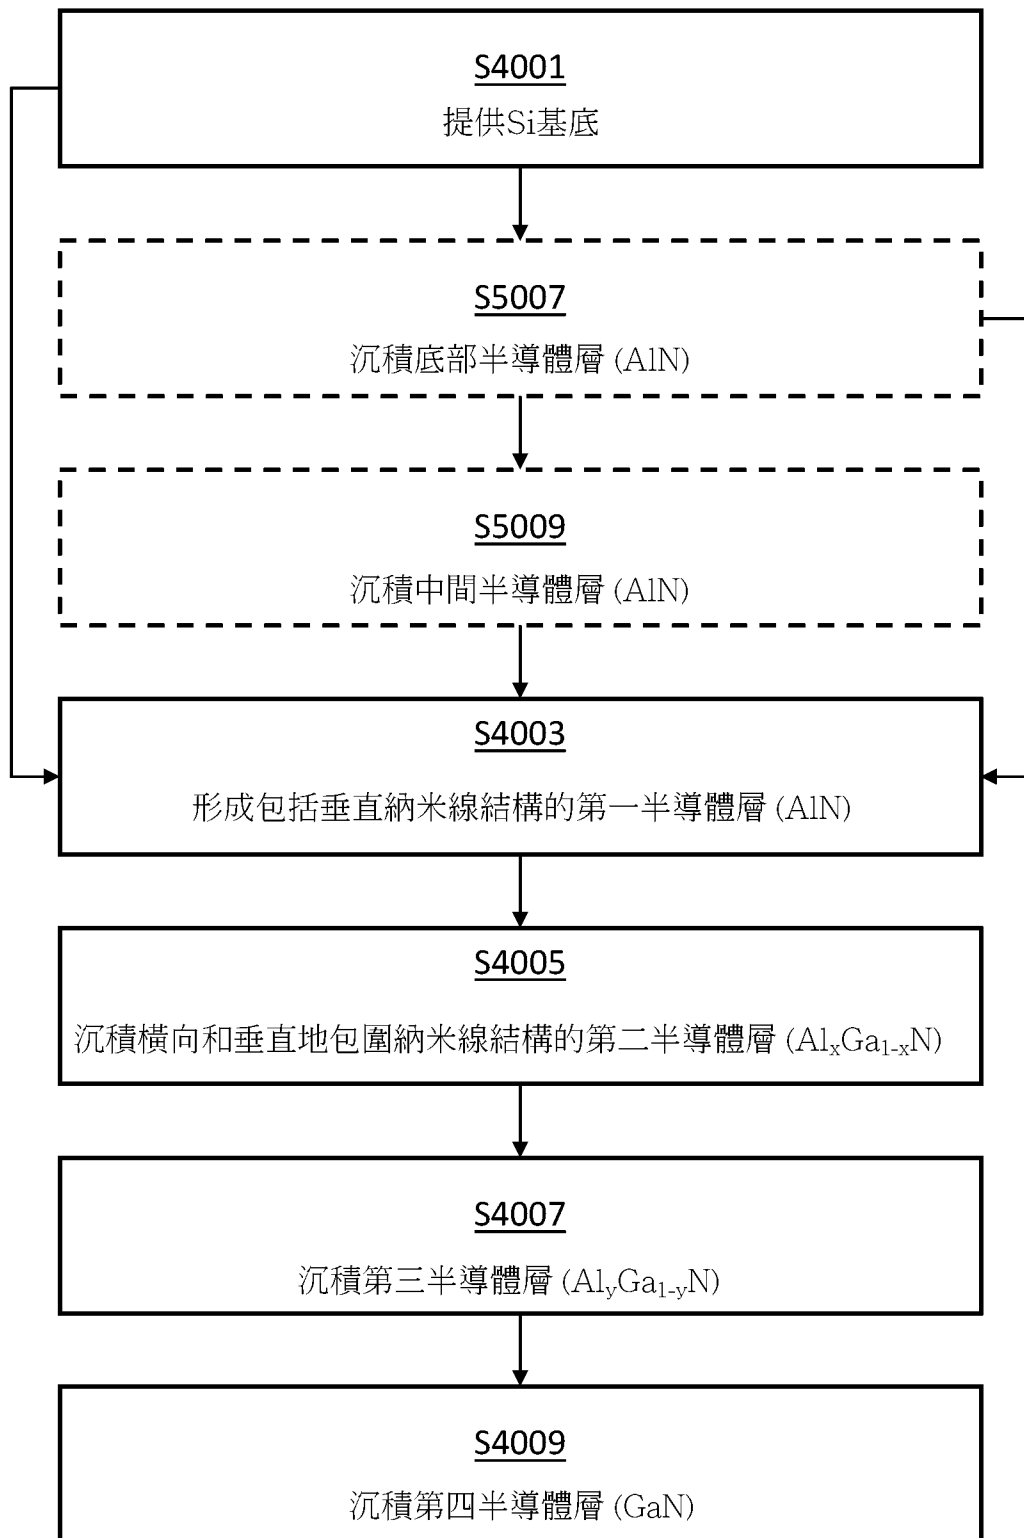 S4001
提供Si基底
S5007
沉積底部半導體層 (AlN)
S5009
沉積中間半導體層 (AlN)
S4003
形成包括垂直納米線結構的第一半導體層 (AlN)
S4005
沉積橫向和垂直地包圍納米線結構的第二半導體層 (AlₓGa₁₋ₓN)
S4007
沉積第三半導體層 (AlyGa1-yN)
S4009
沉積第四半導體層 (GaN)